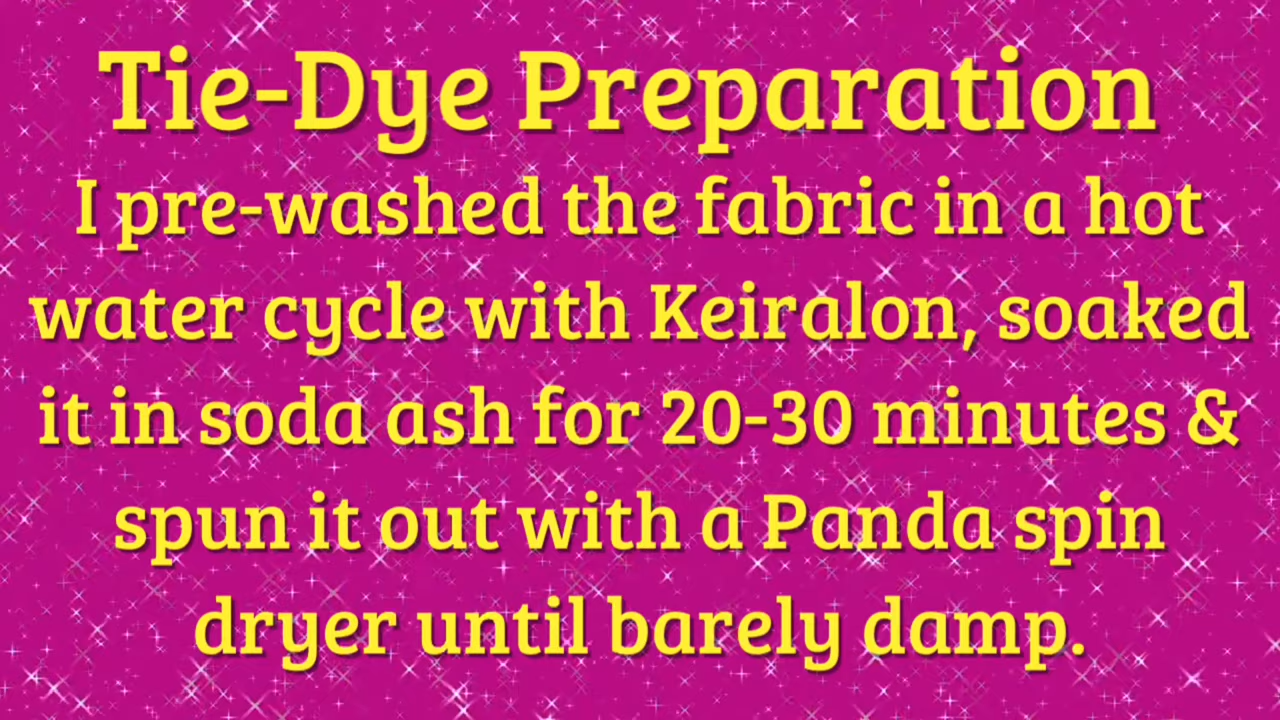 Tie-Dye Preparation
I pre-washed the fabric in a hot
water cycle with Keiralon, soaked
it in soda ash for 20-30 minutes &
spun it out with a Panda spin
dryer until barely damp.